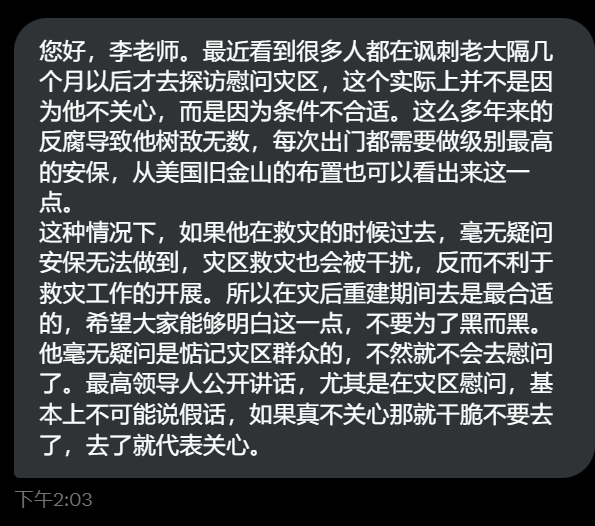 您好，李老师。最近看到很多人都在讽刺老大隔几
个月以后才去探访慰问灾区，这个实际上并不是因
为他不关心，而是因为条件不合适。这么多年来的
反腐导致他树敌无数，每次出门都需要做级别最高
的安保，从美国旧金山的布置也可以看出来这一
点。
这种情况下，如果他在救灾的时候过去，毫无疑问
安保无法做到，灾区救灾也会被干扰，反而不利于
救灾工作的开展。所以在灾后重建期间去是最合适
的，希望大家能够明白这一点，不要为了黑而黑。
他毫无疑问是惦记灾区群众的，不然就不会去慰问
了。最高领导人公开讲话，尤其是在灾区慰问，基
本上不可能说假话，如果真不关心那就干脆不要去
了，去了就代表关心。
下午2:03